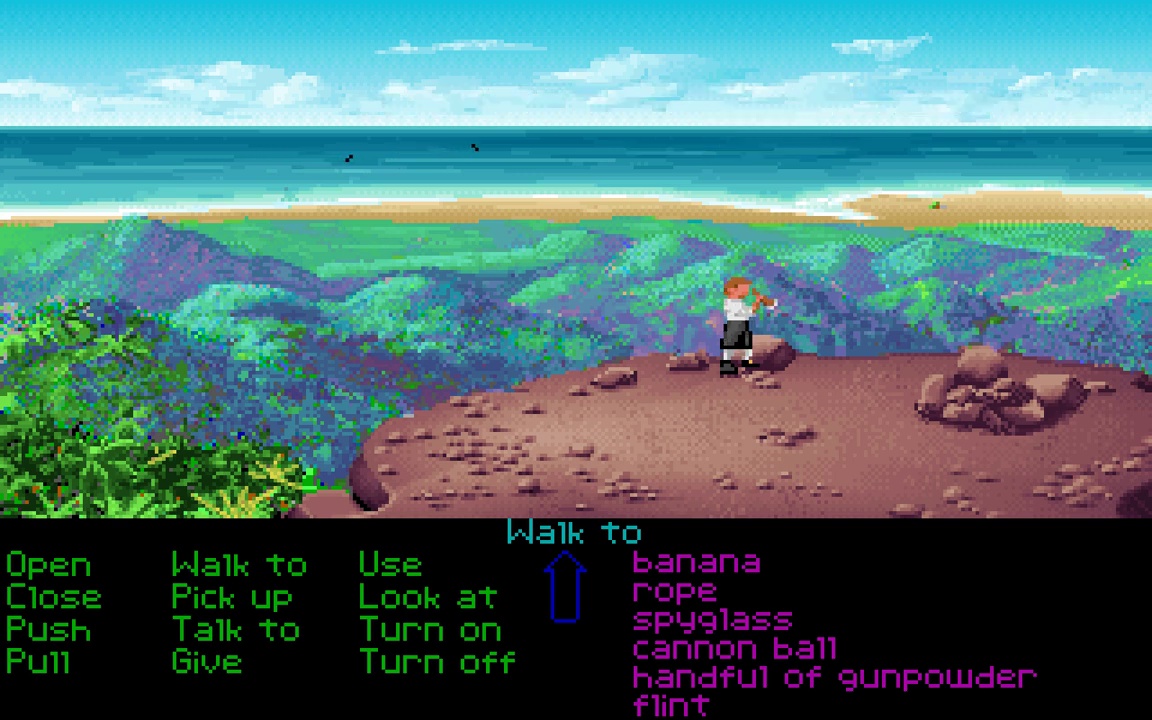 Walk to
Open Walk to Use
Close Pick up Look at
Push Talk to Turn on
Pull Give Turn off
banana
rope
spyglass
cannon ball
handful of gunpowder
flint